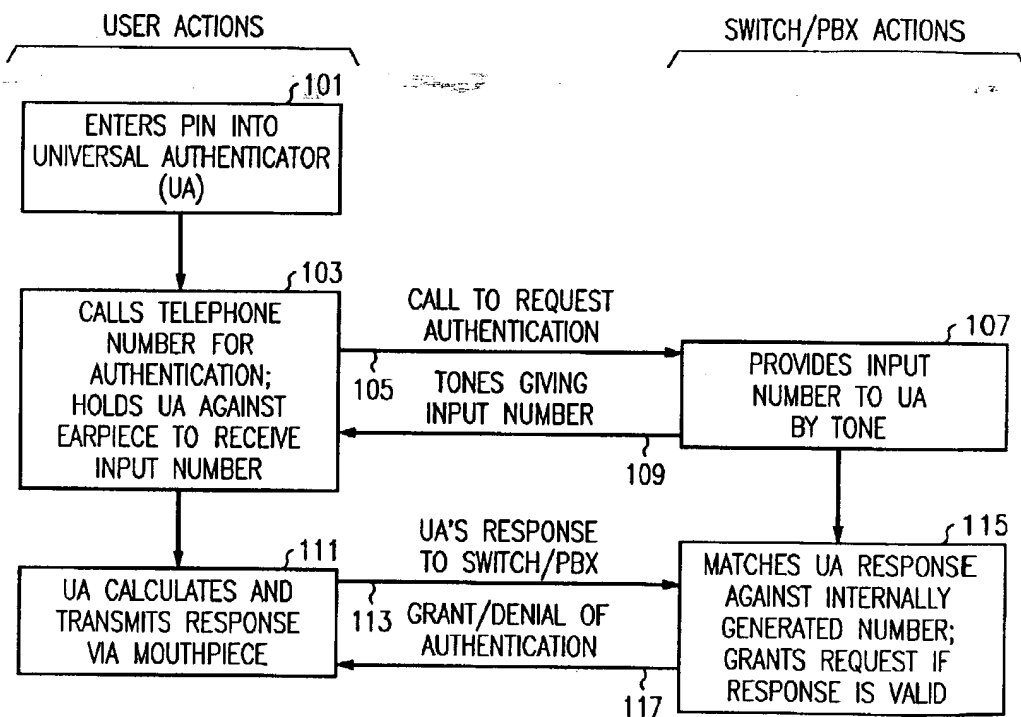 USER ACTIONS
SWITCH/PBX ACTIONS
101
ENTERS PIN INTO
UNIVERSAL AUTHENTICATOR
(UA)
103
CALLS TELEPHONE
NUMBER FOR
AUTHENTICATION;
HOLDS UA AGAINST
EARPIECE TO RECEIVE
INPUT NUMBER
CALL TO REQUEST
AUTHENTICATION
105
TONES GIVING
INPUT NUMBER
109
107
PROVIDES INPUT
NUMBER TO UA
BY TONE
111
UA CALCULATES AND
TRANSMITS RESPONSE
VIA MOUTHPIECE
UA'S RESPONSE
TO SWITCH/PBX
113
GRANT/DENIAL OF
AUTHENTICATION
117
115
MATCHES UA RESPONSE
AGAINST INTERNALLY
GENERATED NUMBER;
GRANTS REQUEST IF
RESPONSE IS VALID